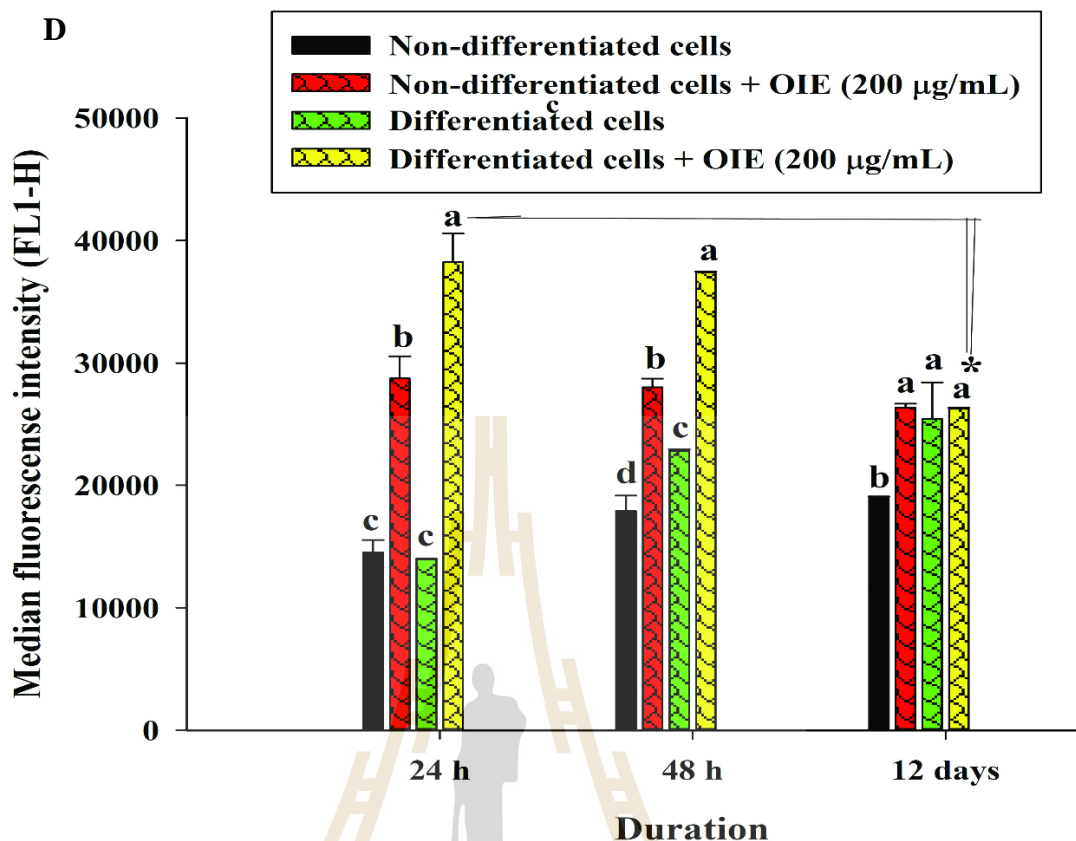 D
Non-differentiated cells
Non-differentiated cells + OIE (200 μg/mL)
c
Differentiated cells
Differentiated cells + OIE (200 μg/mL)
Median fluorescense intensity (FL1-H)
50000
40000
30000
20000
10000
0
c b c a
d b c a
b a a a *
24 h 48 h 12 days
Duration